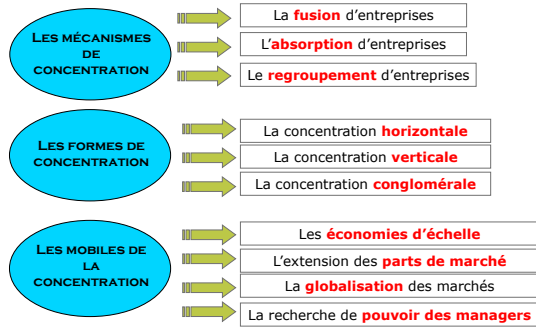 LES MÉCANISMES
DE
CONCENTRATION
La fusion d'entreprises
L'absorption d'entreprises
Le regroupement d'entreprises
LES FORMES DE
CONCENTRATION
La concentration horizontale
La concentration verticale
La concentration conglomérale
LES MOBILES DE
LA
CONCENTRATION
Les économies d'échelle
L'extension des parts de marché
La globalisation des marchés
La recherche de pouvoir des managers